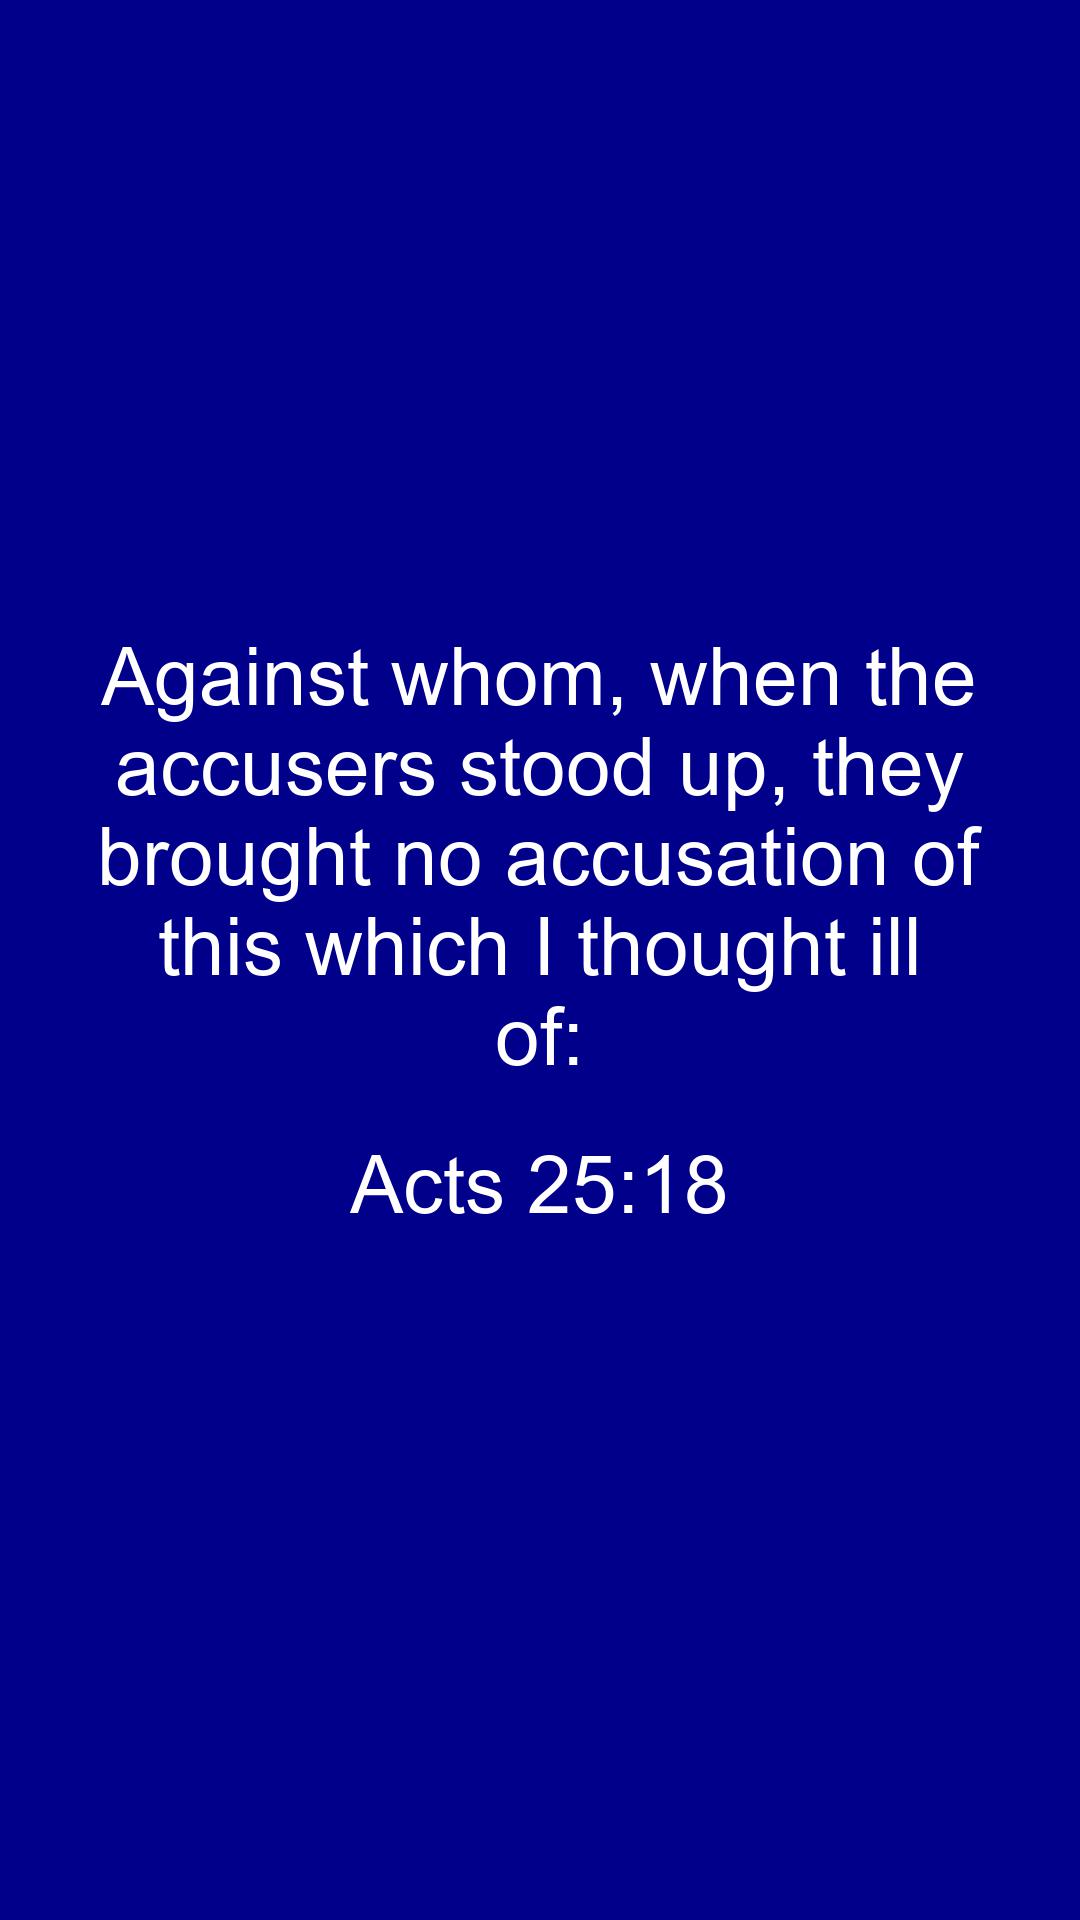 Against whom, when the
accusers stood up, they
brought no accusation of
this which I thought ill
of:
Acts 25:18